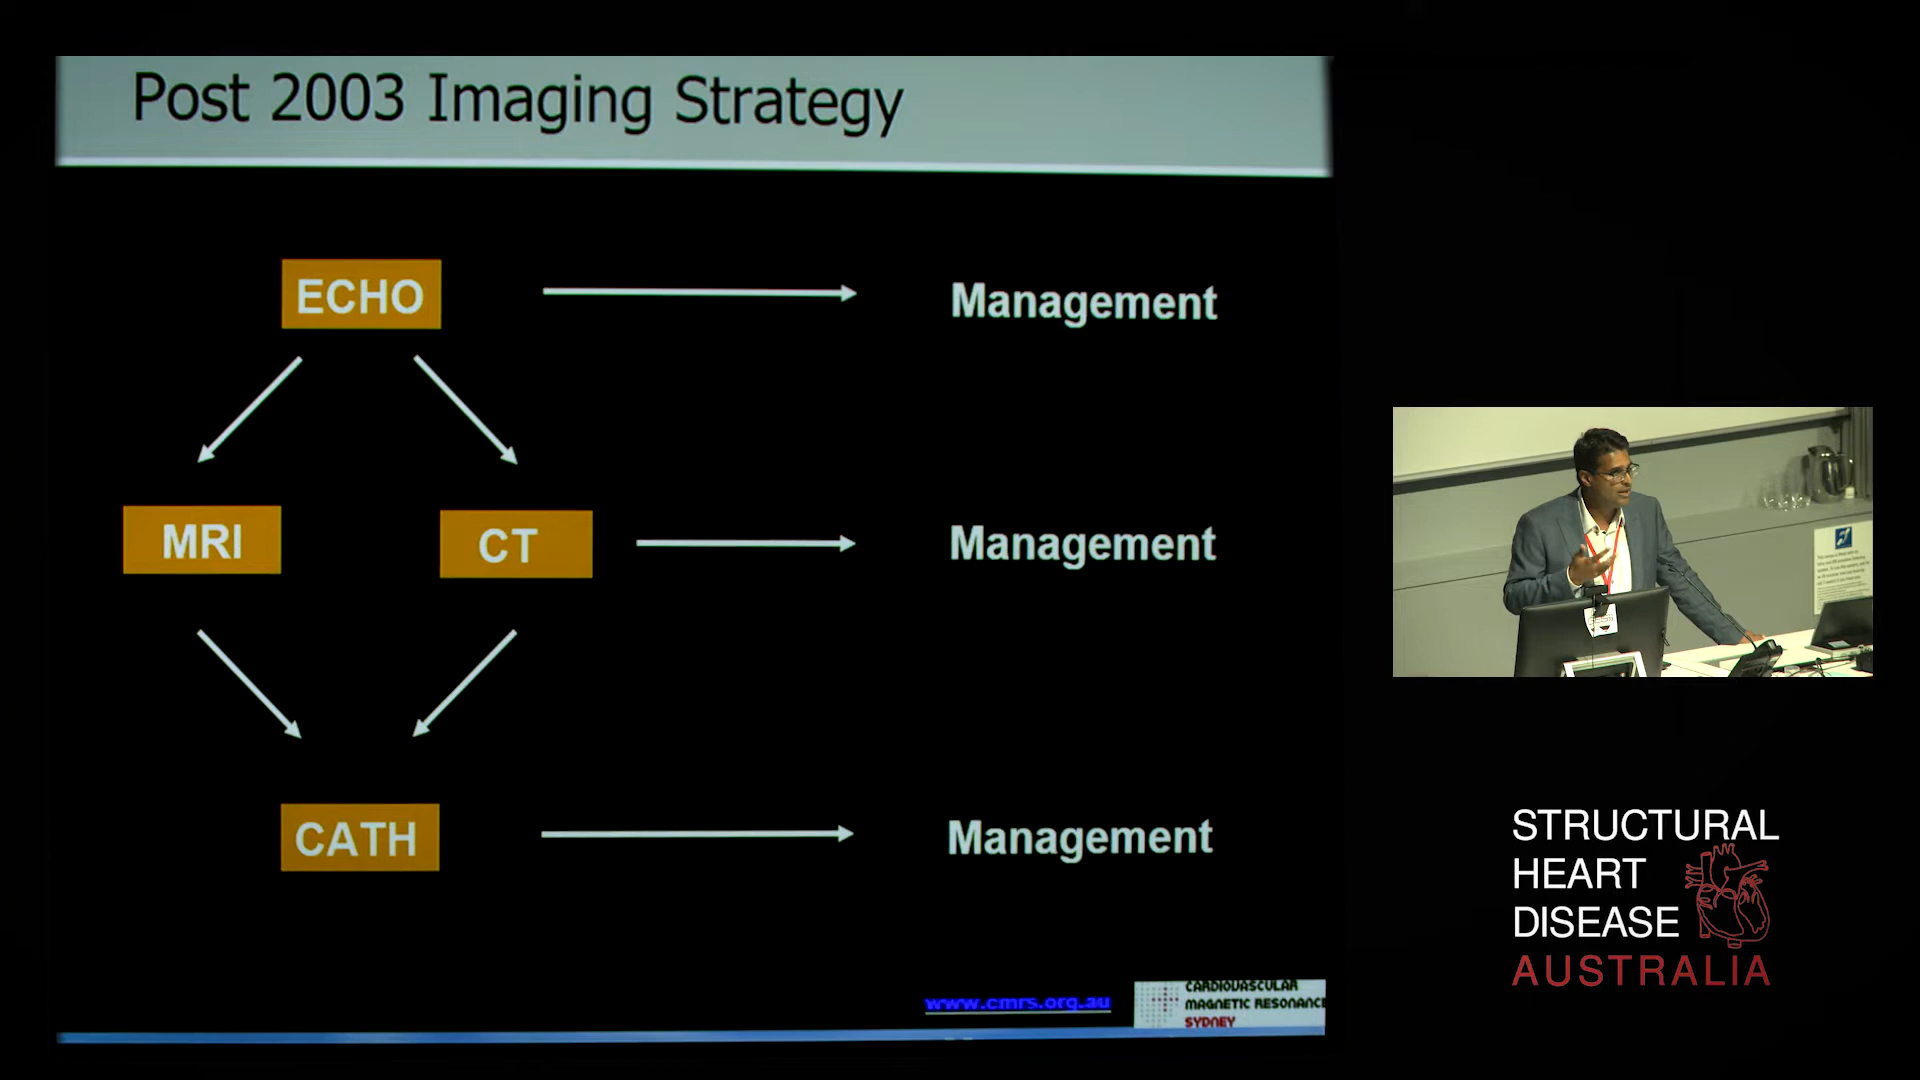 Post 2003 Imaging Strategy
ECHO
Management
MRI
CT
Management
CATH
Management
www.cmrs.org.au
CARDIOVASCULAR
MAGNETIC RESONANCE
SYDNEY
STRUCTURAL
HEART
DISEASE
AUSTRALIA